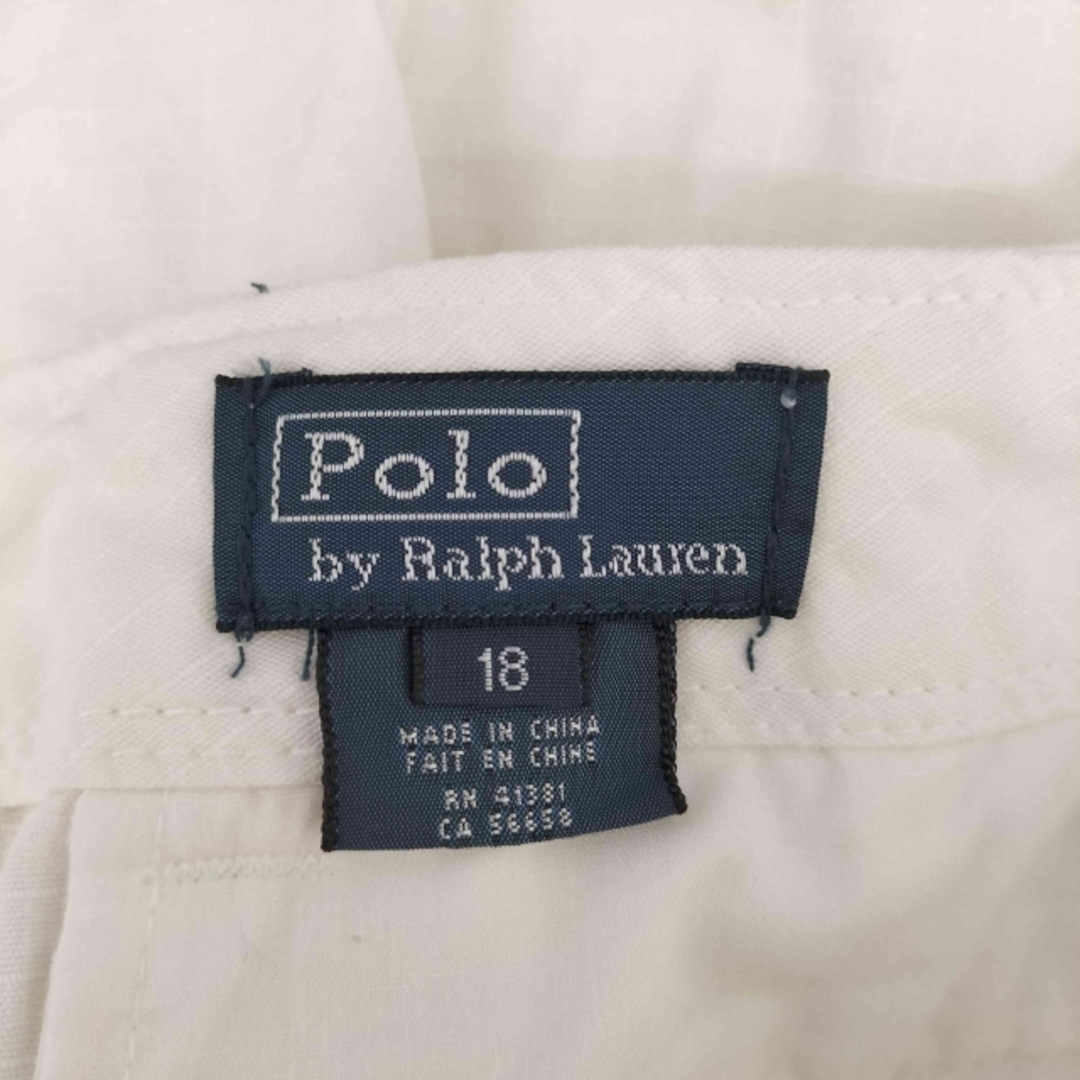 Polo
by Ralph Lauren
18
MADE IN CHINA
FAIT EN CHINE
RN 41381
CA 56658